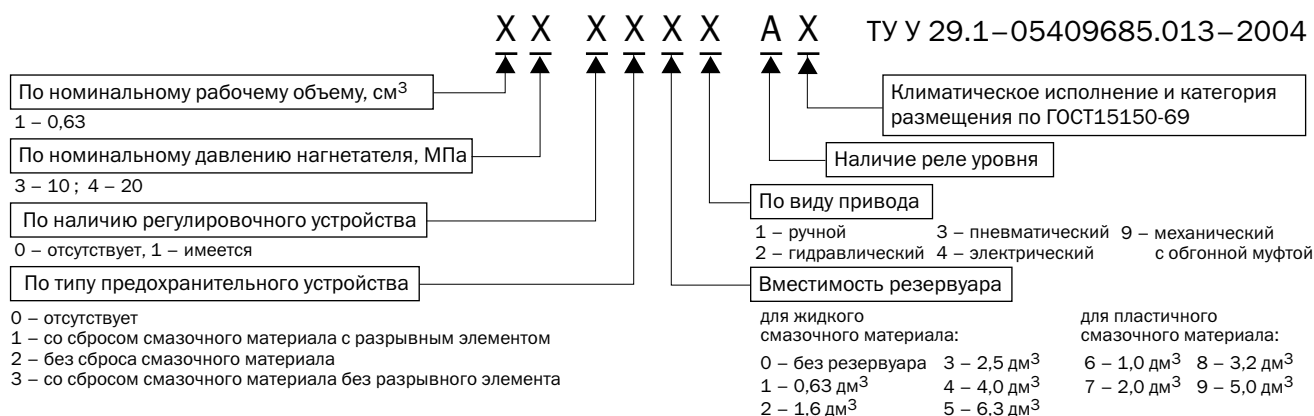 X X X X X X A X ТУ У 29.1–05409685.013–2004
По номинальному рабочему объему, см³
1 – 0,63
По номинальному давлению нагнетателя, МПа
3 – 10 ; 4 – 20
По наличию регулировочного устройства
0 – отсутствует, 1 – имеется
По типу предохранительного устройства
0 – отсутствует
1 – со сбросом смазочного материала с разрывным элементом
2 – без сброса смазочного материала
3 – со сбросом смазочного материала без разрывного элемента
Климатическое исполнение и категория
размещения по ГОСТ15150-69
Наличие реле уровня
По виду привода
1 – ручной 3 – пневматический 9 – механический
2 – гидравлический 4 – электрический с обгонной муфтой
Вместимость резервуара
для жидкого
смазочного материала:
0 – без резервуара 3 – 2,5 дм³
1 – 0,63 дм³ 4 – 4,0 дм³
2 – 1,6 дм³ 5 – 6,3 дм³
для пластичного
смазочного материала:
6 – 1,0 дм³ 8 – 3,2 дм³
7 – 2,0 дм³ 9 – 5,0 дм³